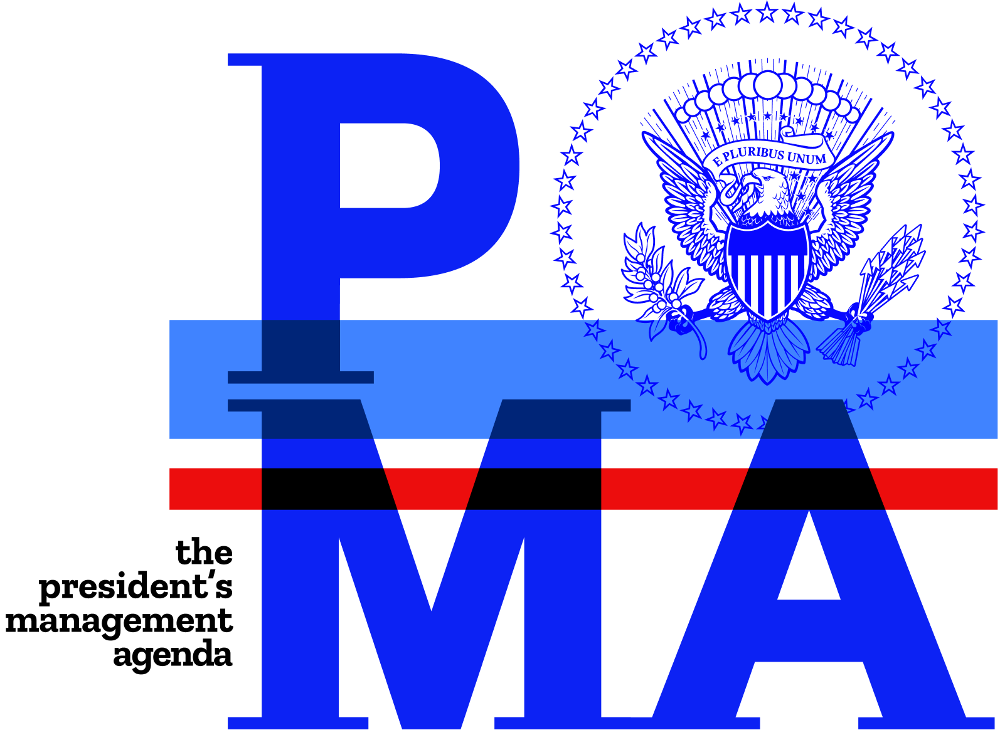 P
E PLURIBUS UNUM
MA
the
president's
management
agenda